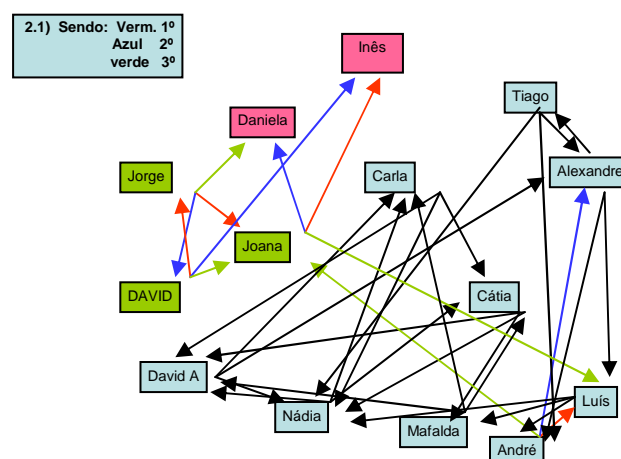 2.1) Sendo: Verm. 1º
Azul 2º
verde 3º
Inês
Tiago
Daniela
Alexandre
Jorge
Carla
Joana
DAVID
Cátia
David A
Nádia
Mafalda
Luís
André